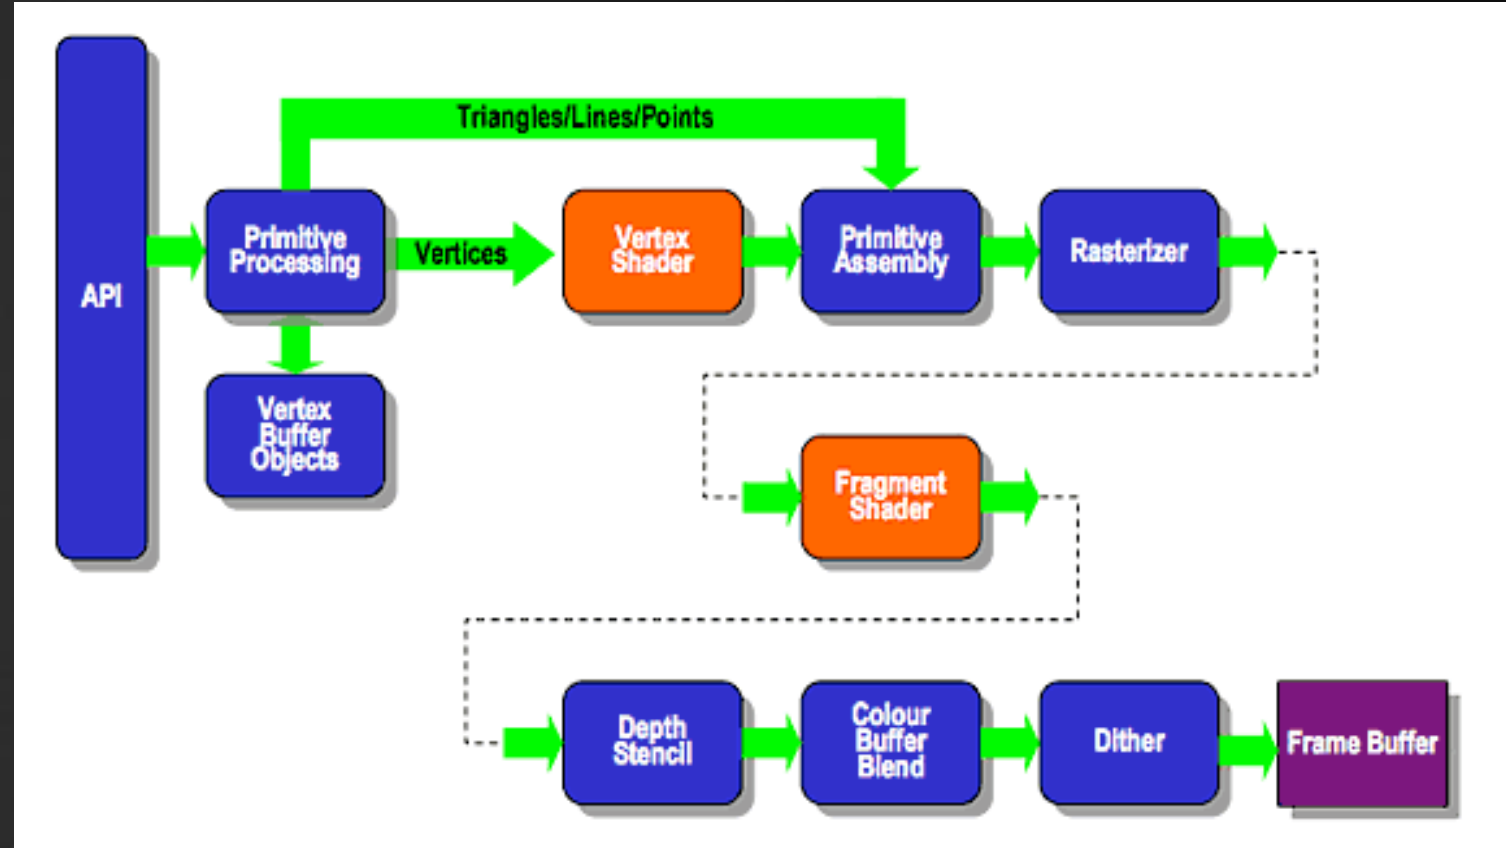 Triangles/Lines/Points
API
Primitive
Processing
Vertices
Vertex
Shader
Primitive
Assembly
Rasterizer
Vertex
Buffer
Objects
Fragment
Shader
Depth
Stencil
Colour
Buffer
Blend
Dither
Frame Buffer